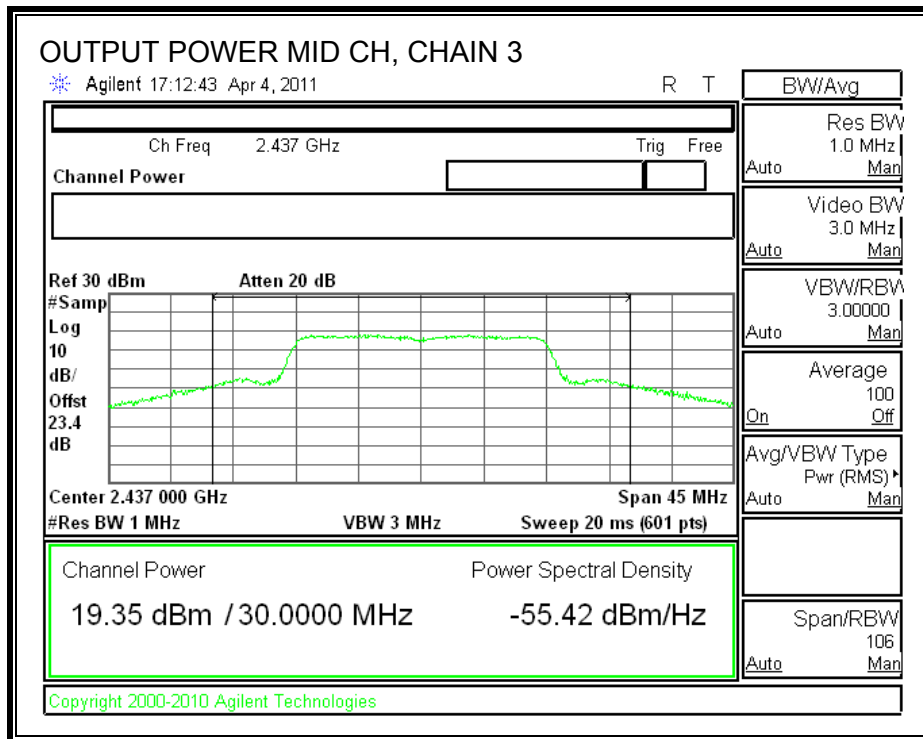 OUTPUT POWER MID CH, CHAIN 3
Agilent 17:12:43 Apr 4, 2011 R T
BW/Avg
Ch Freq 2.437 GHz Trig Free
Channel Power
Res BW
1.0 MHz
Auto Man
Video BW
3.0 MHz
Auto Man
VBW/RBW
3.00000
Auto Man
Average
100
On Off
Avg/VBW Type
Pwr (RMS)
Auto Man
Span/RBW
106
Auto Man
Ref 30 dBm Atten 20 dB
#Samp
Log
10
dB/
Offst
23.4
dB
Center 2.437 000 GHz Span 45 MHz
#Res BW 1 MHz VBW 3 MHz Sweep 20 ms (601 pts)
Channel Power Power Spectral Density
19.35 dBm / 30.0000 MHz -55.42 dBm/Hz
Copyright 2000-2010 Agilent Technologies